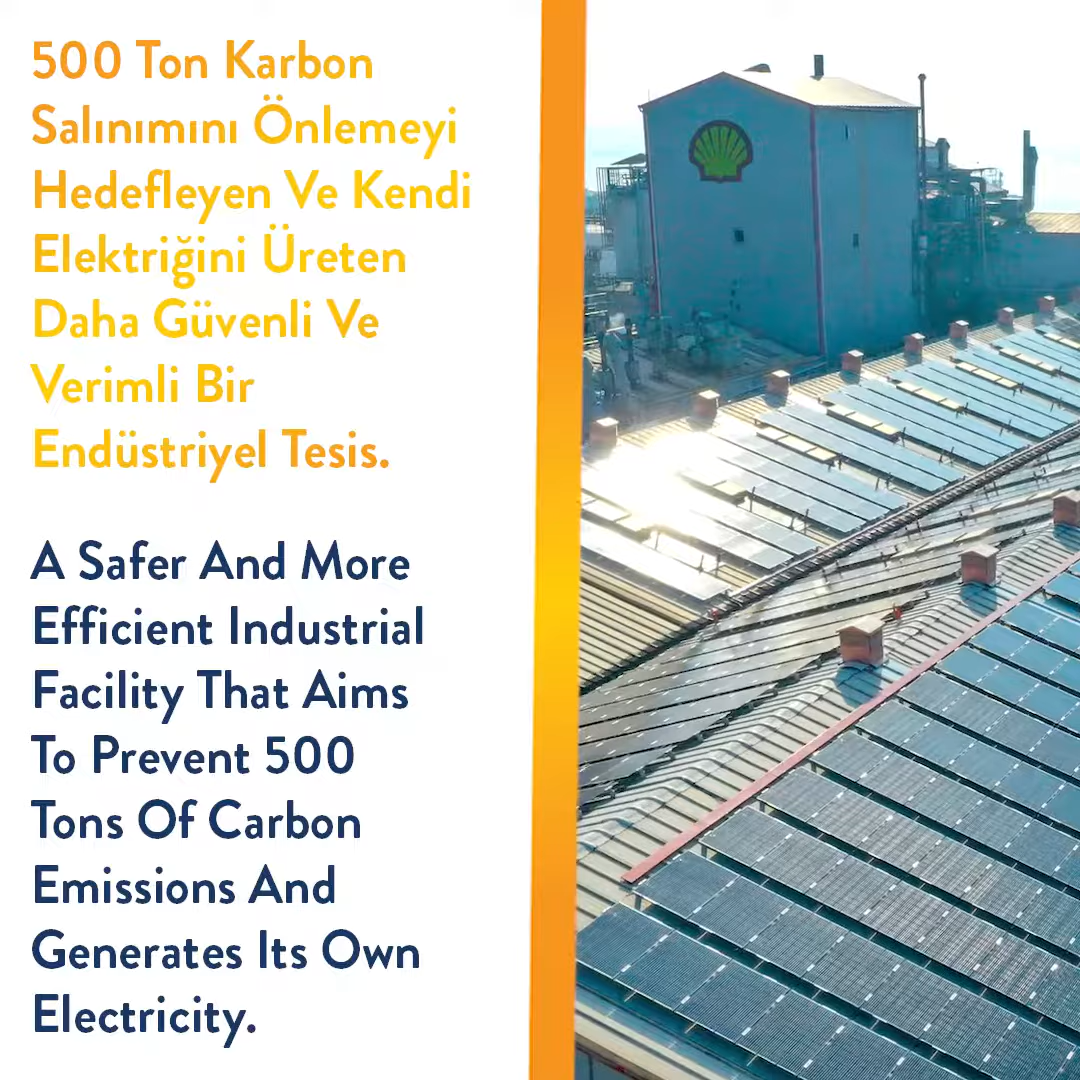 500 Ton Karbon
Salınımını Önlemeyi
Hedefleyen Ve Kendi
Elektriğini Üreten
Daha Güvenli Ve
Verimli Bir
Endüstriyel Tesis.
A Safer And More
Efficient Industrial
Facility That Aims
To Prevent 500
Tons Of Carbon
Emissions And
Generates Its Own
Electricity.